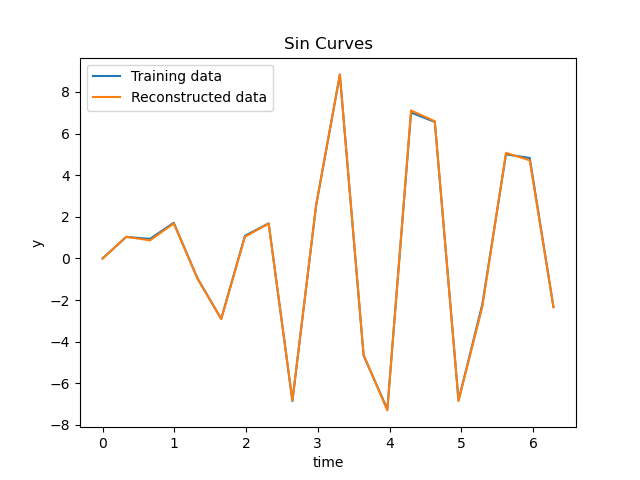 Sin Curves
Training data
Reconstructed data
8
6
4
2
0
−2
−4
−6
−8
y
0 1 2 3 4 5 6
time